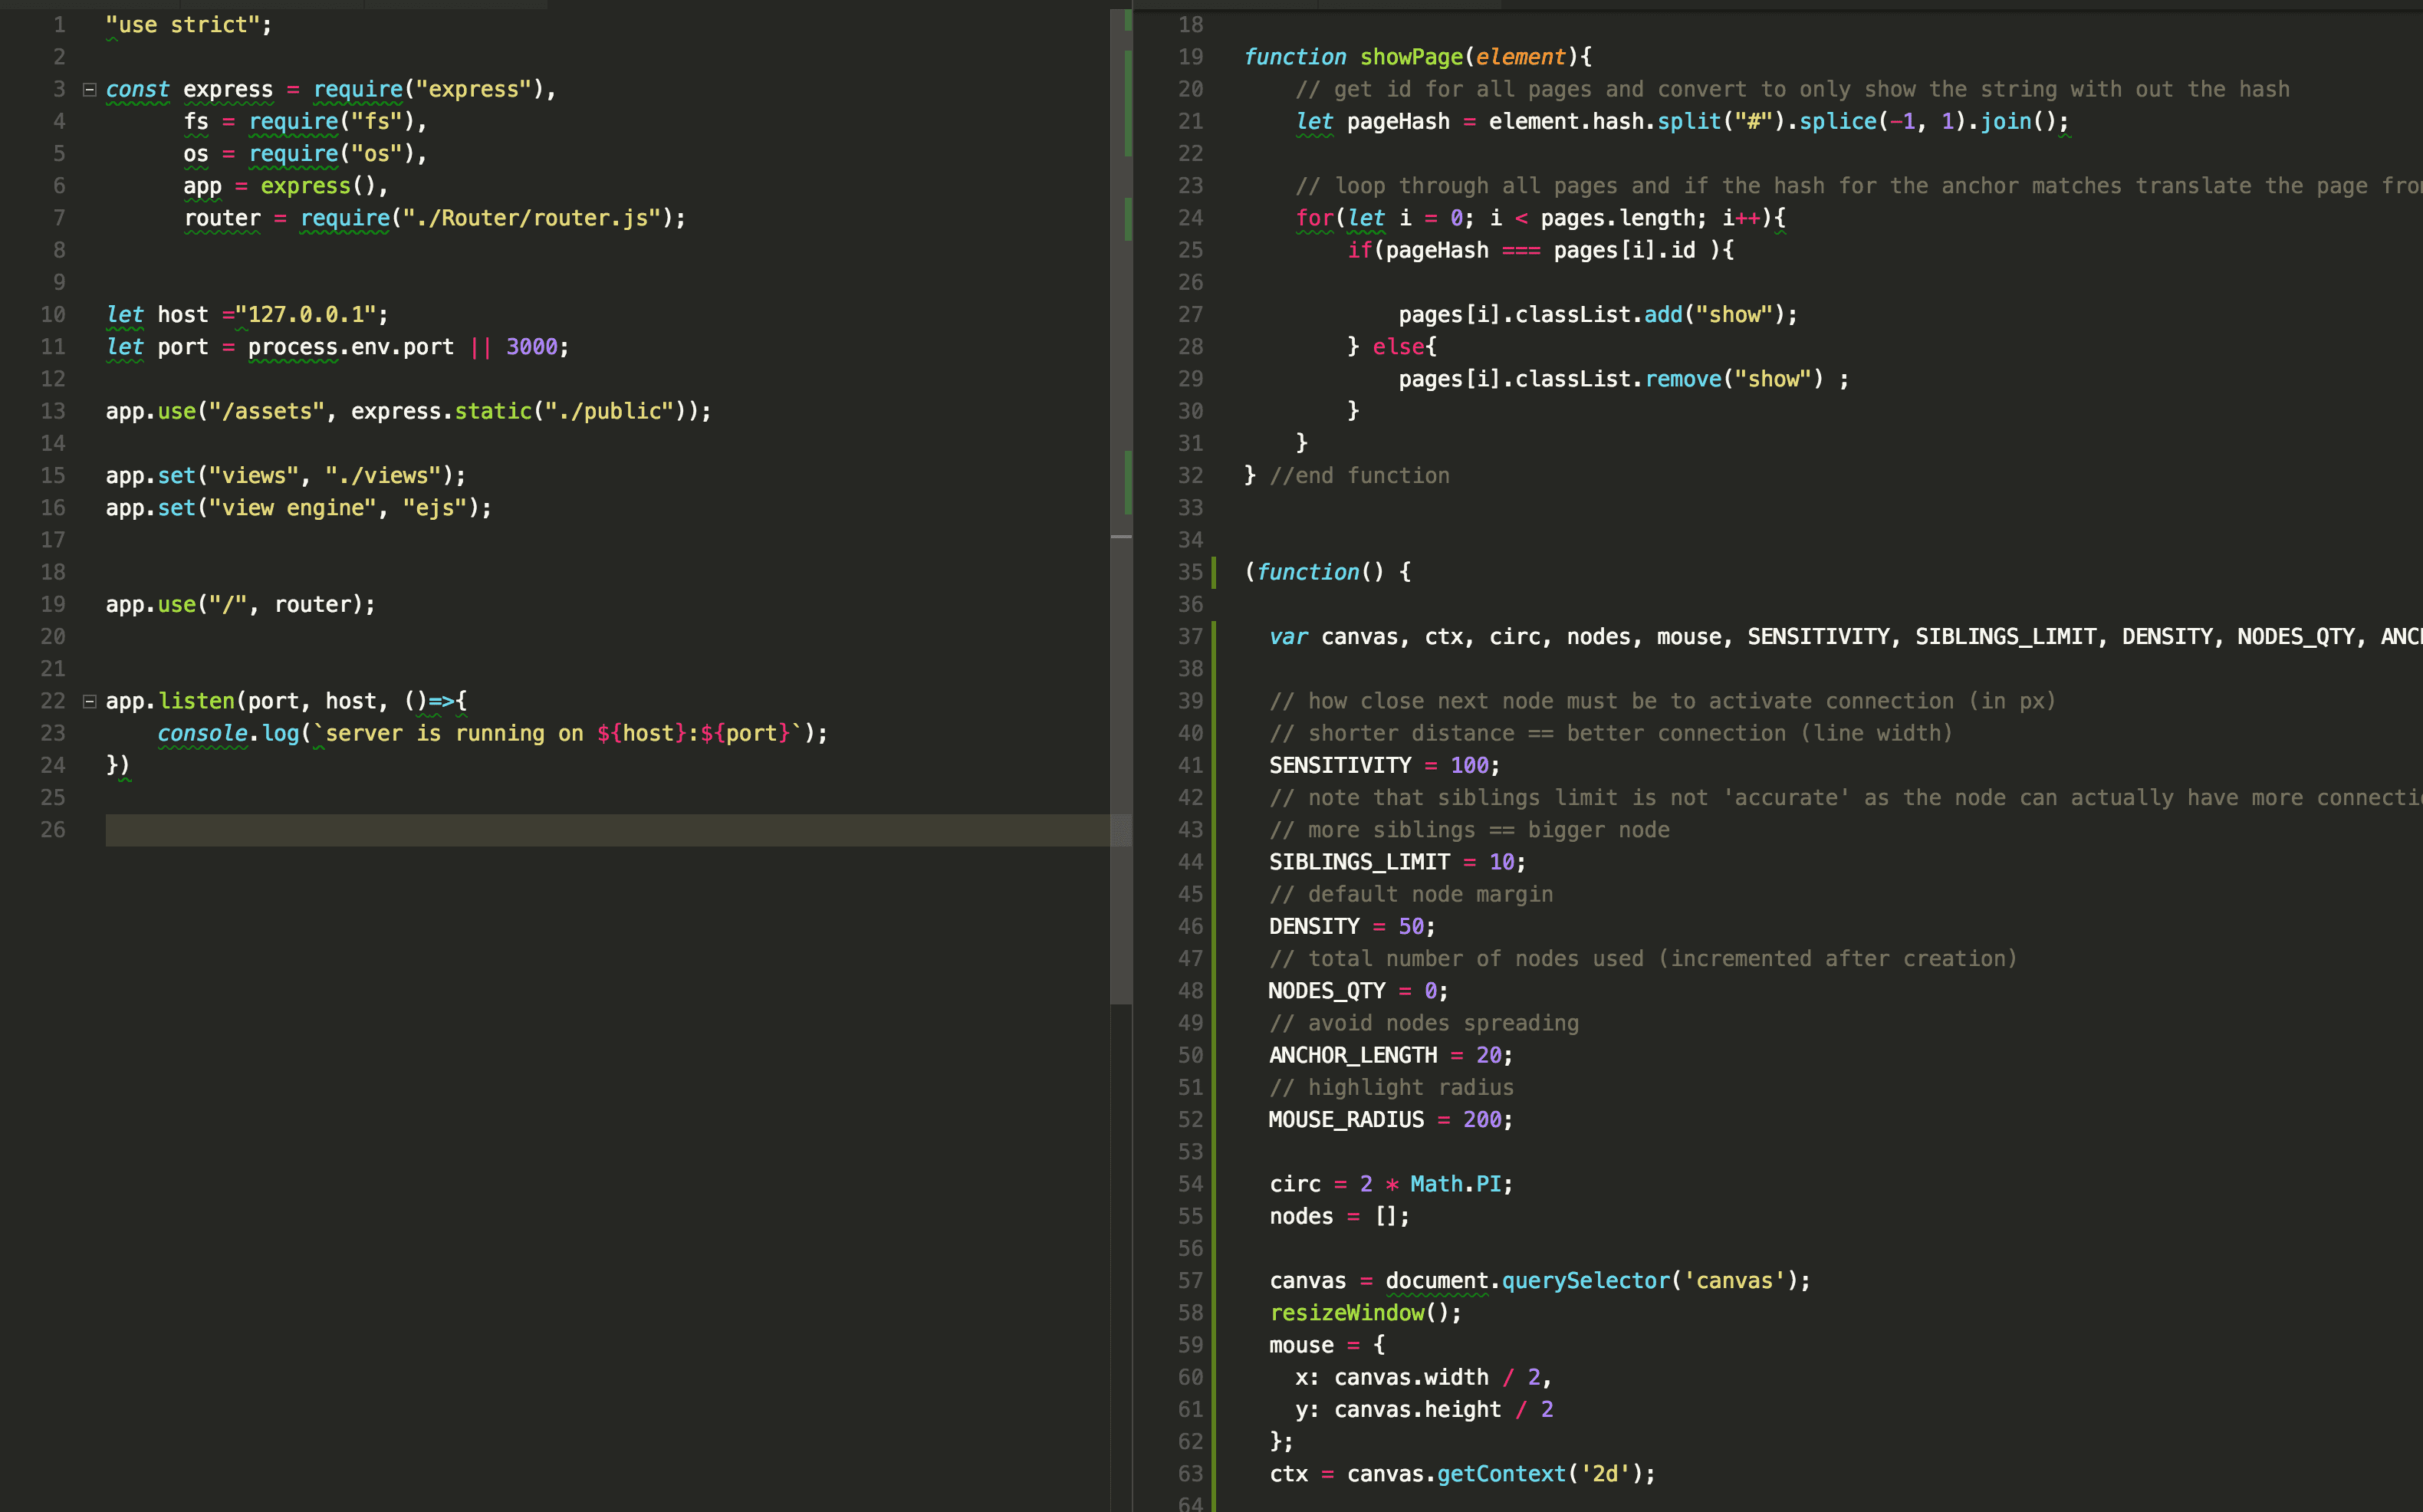 1 "use strict";
2
3 const express = require("express"),
4 fs = require("fs"),
5 os = require("os"),
6 app = express(),
7 router = require("./Router/router.js");
8
9
10 let host ="127.0.0.1";
11 let port = process.env.port || 3000;
12
13 app.use("/assets", express.static("./public"));
14
15 app.set("views", "./views");
16 app.set("view engine", "ejs");
17
18
19 app.use("/", router);
20
21
22 app.listen(port, host, ()=>{
23 console.log(`server is running on ${host}:${port}`);
24 })
25
26
18
19 function showPage(element){
20 // get id for all pages and convert to only show the string with out the hash
21 let pageHash = element.hash.split("#").splice(-1, 1).join();
22
23 // loop through all pages and if the hash for the anchor matches translate the page fro
24 for(let i = 0; i < pages.length; i++){
25 if(pageHash === pages[i].id ){
26
27 pages[i].classList.add("show");
28 } else{
29 pages[i].classList.remove("show") ;
30 }
31 }
32 } //end function
33
34
35 (function() {
36
37 var canvas, ctx, circ, nodes, mouse, SENSITIVITY, SIBLINGS_LIMIT, DENSITY, NODES_QTY, ANC
38
39 // how close next node must be to activate connection (in px)
40 // shorter distance == better connection (line width)
41 SENSITIVITY = 100;
42 // note that siblings limit is not 'accurate' as the node can actually have more connecti
43 // more siblings == bigger node
44 SIBLINGS_LIMIT = 10;
45 // default node margin
46 DENSITY = 50;
47 // total number of nodes used (incremented after creation)
48 NODES_QTY = 0;
49 // avoid nodes spreading
50 ANCHOR_LENGTH = 20;
51 // highlight radius
52 MOUSE_RADIUS = 200;
53
54 circ = 2 * Math.PI;
55 nodes = [];
56
57 canvas = document.querySelector('canvas');
58 resizeWindow();
59 mouse = {
60 x: canvas.width / 2,
61 y: canvas.height / 2
62 };
63 ctx = canvas.getContext('2d');
64